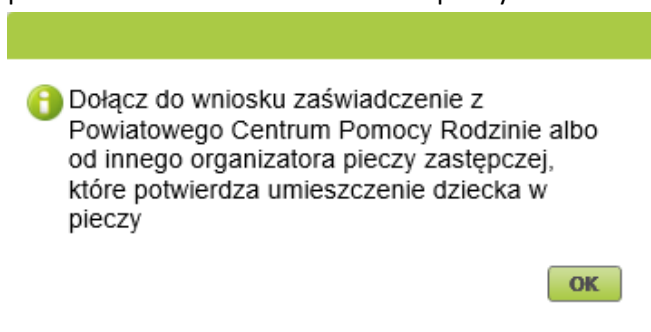 Dołącz do wniosku zaświadczenie z
Powiatowego Centrum Pomocy Rodzinie albo
od innego organizatora pieczy zastępczej,
które potwierdza umieszczenie dziecka w
pieczy
OK